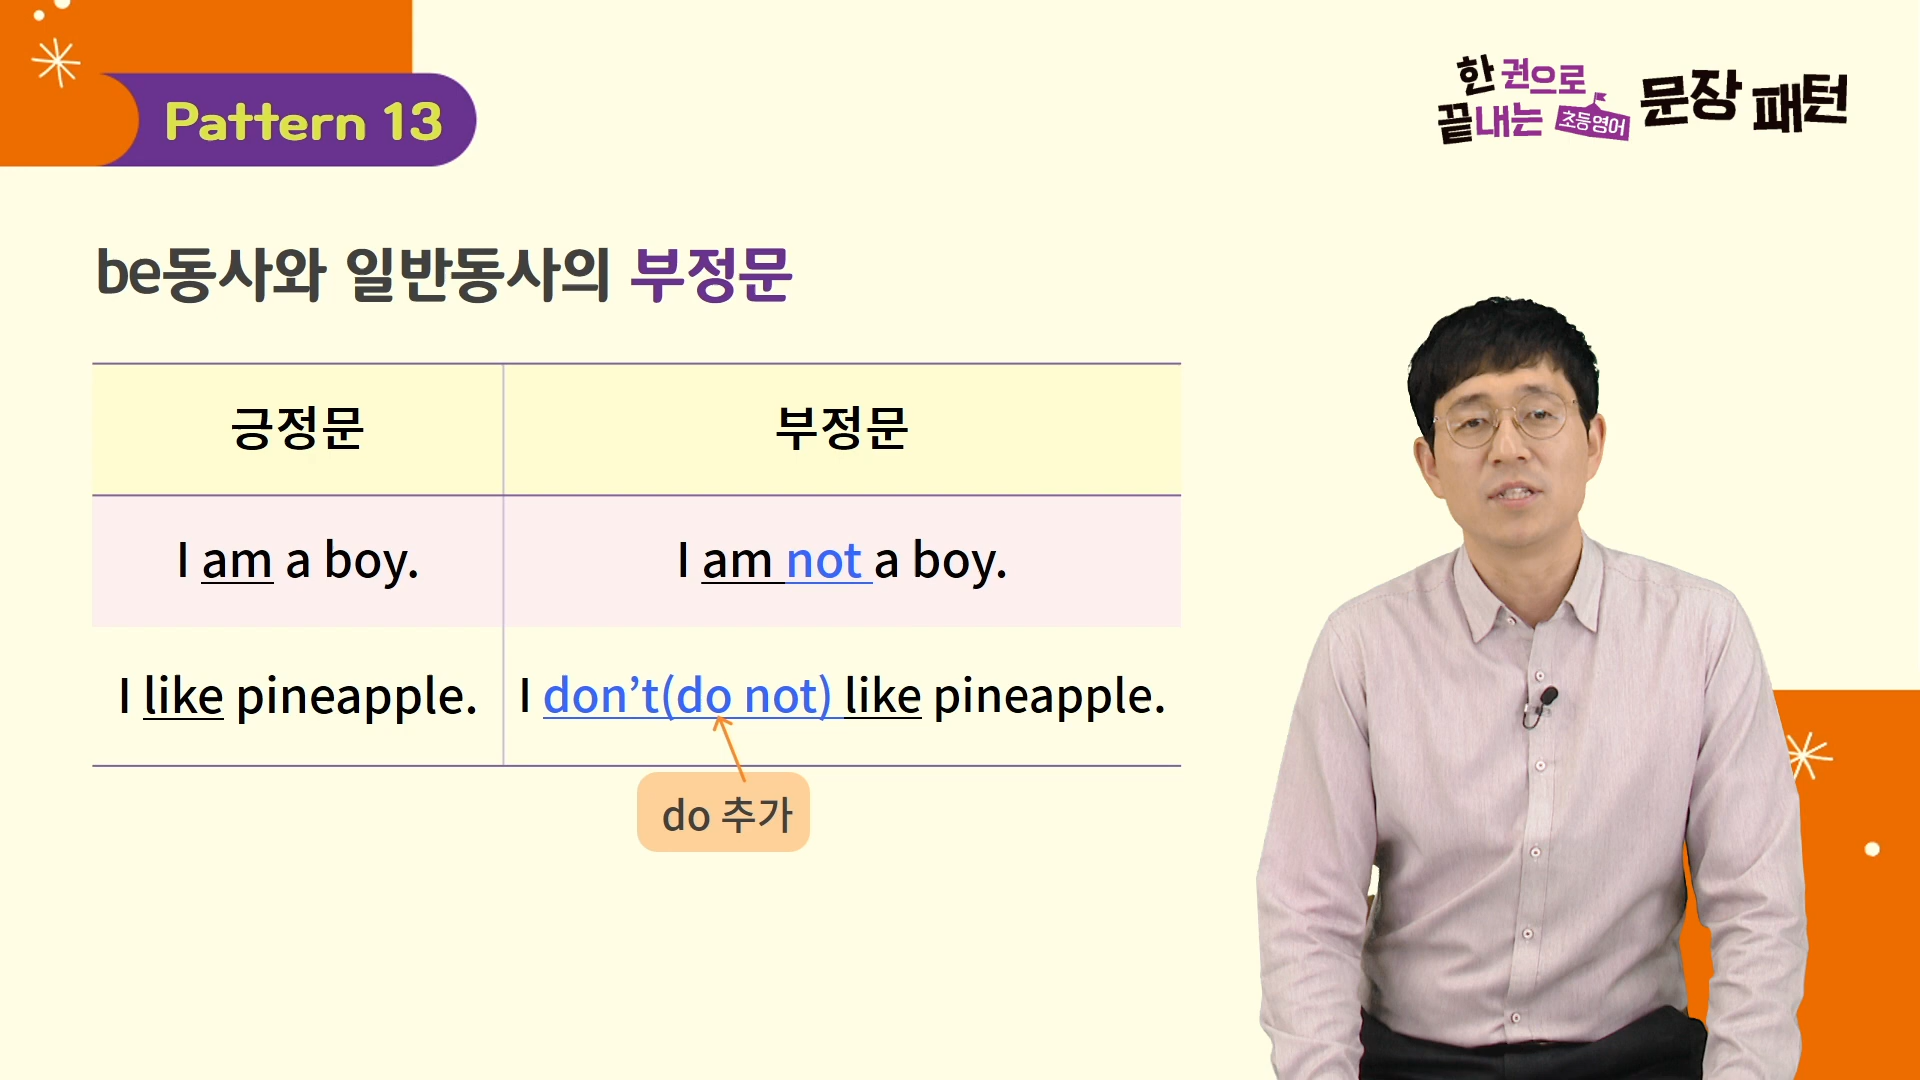 Pattern 13
한 권으로
끝내는 초등영어 문장 패턴
be동사와 일반동사의 부정문
긍정문 부정문
I am a boy. I am not a boy.
I like pineapple. I don’t(do not) like pineapple.
do 추가